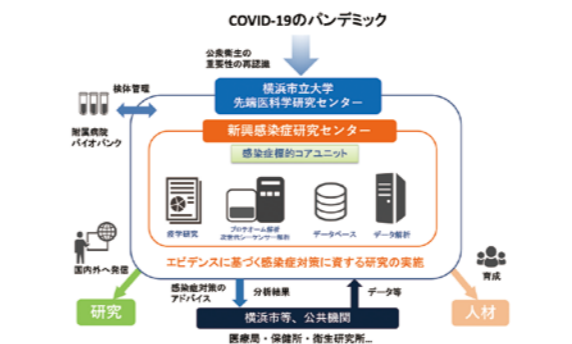 COVID-19のパンデミック
公衆衛生の
重要性の再認識
検体管理
横浜市立大学
先端医科学研究センター
附属病院
バイオバンク
新興感染症研究センター
感染症標的コアユニット
疫学研究
プロテオーム解析
次世代シーケンサー解析
データベース
データ解析
エビデンスに基づく感染症対策に資する研究の実施
国内外へ発信
育成
感染症対策の
アドバイス
分析結果
データ等
研究
人材
横浜市等、公共機関
医療局・保健所・衛生研究所...